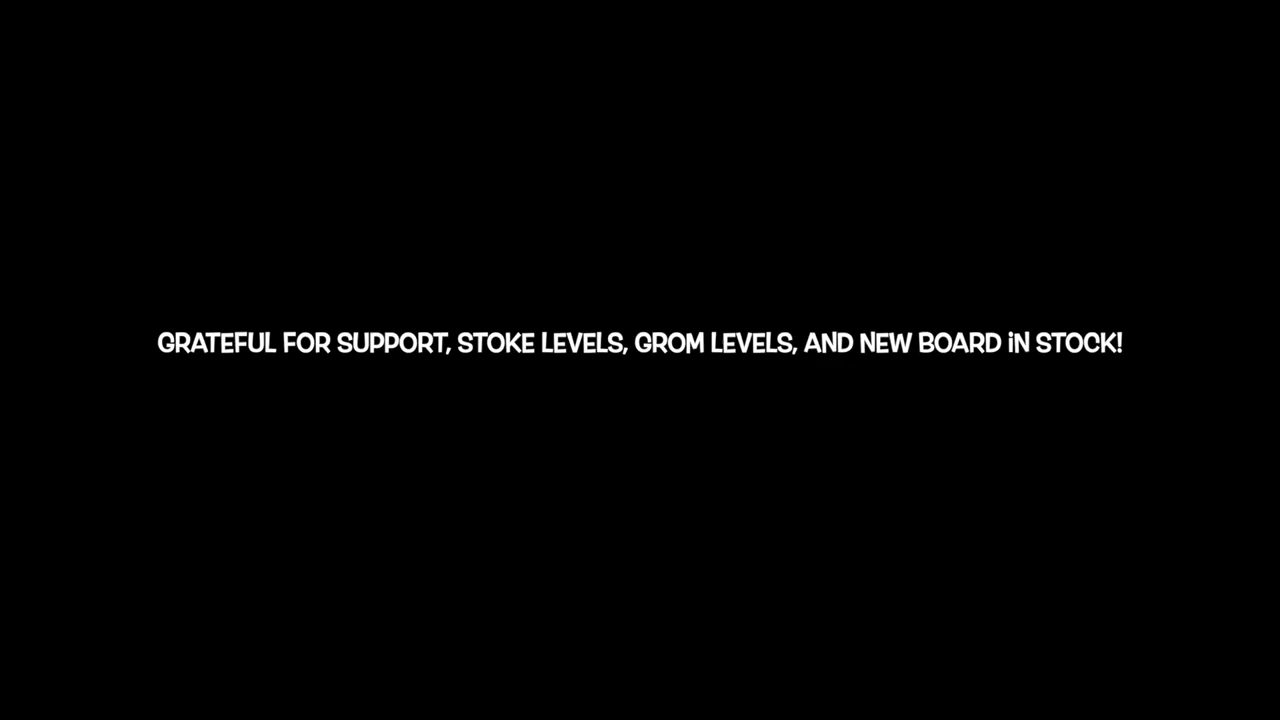 GRATEFUL FOR SUPPORT, STOKE LEVELS, GROM LEVELS, AND NEW BOARD iN STOCK!